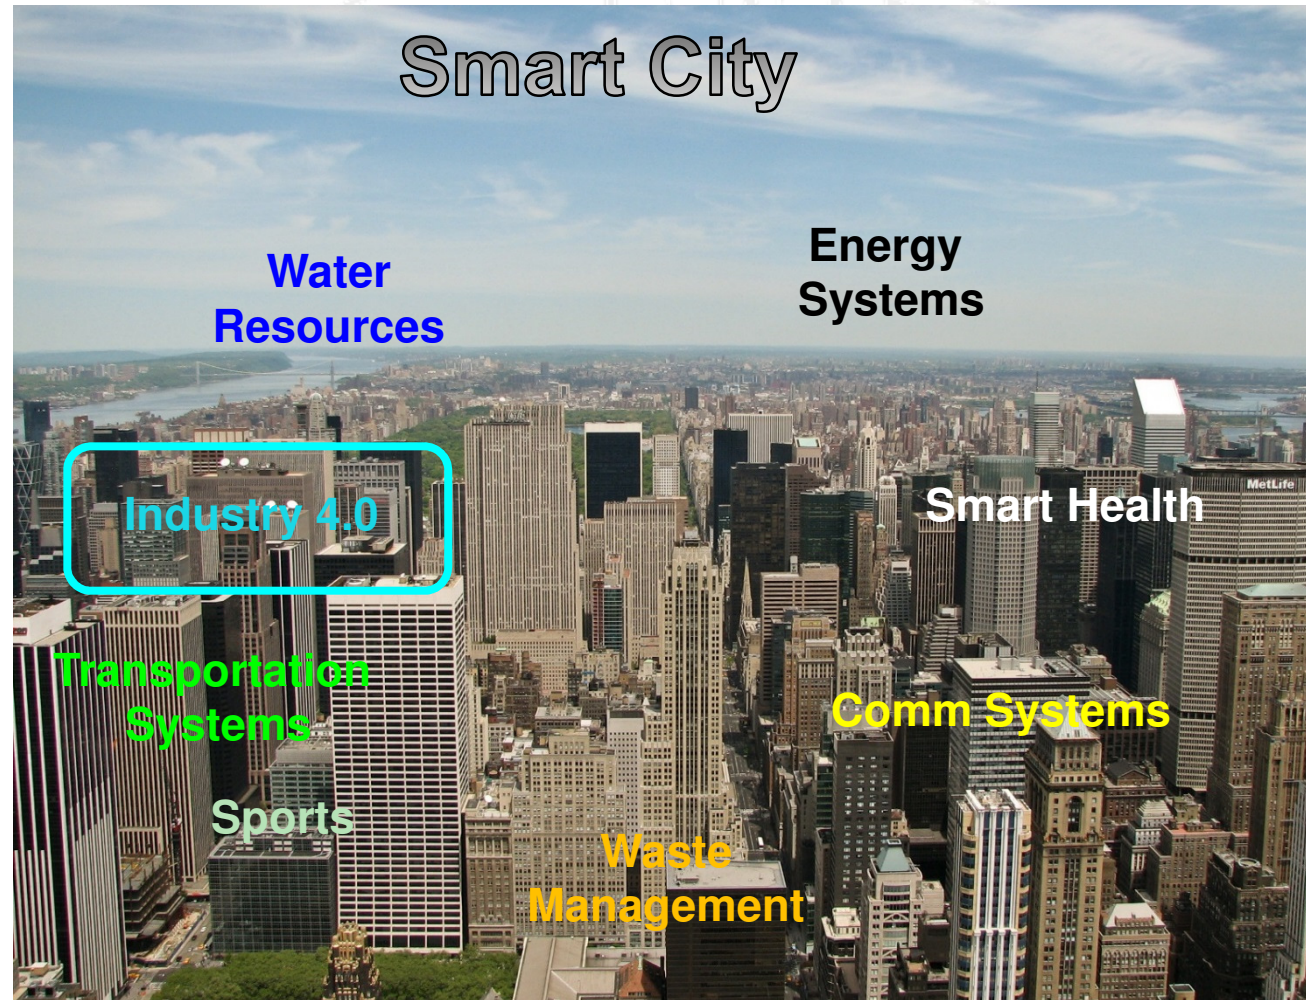 Smart City
Water
Resources
Energy
Systems
Industry 4.0
Smart Health
MetLife
Transportation
Systems
Comm Systems
Sports
Waste
Management